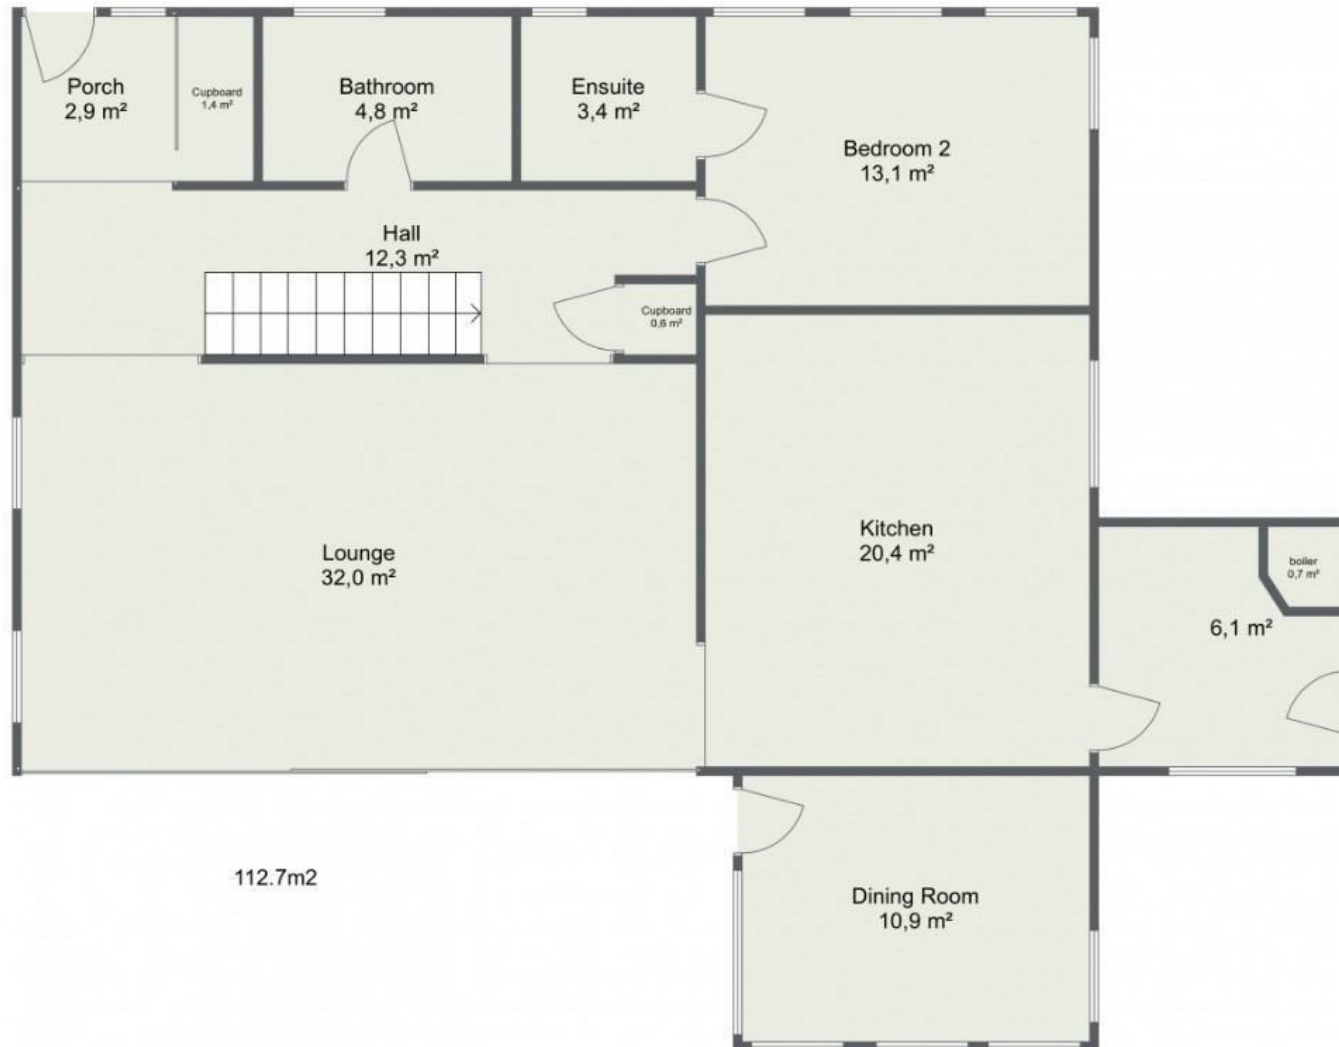 Porch
2,9 m²
Cupboard
1,4 m²
Bathroom
4,8 m²
Ensuite
3,4 m²
Bedroom 2
13,1 m²
Hall
12,3 m²
Cupboard
0,6 m²
Lounge
32,0 m²
Kitchen
20,4 m²
boiler
0,7 m²
6,1 m²
112.7m2
Dining Room
10,9 m²